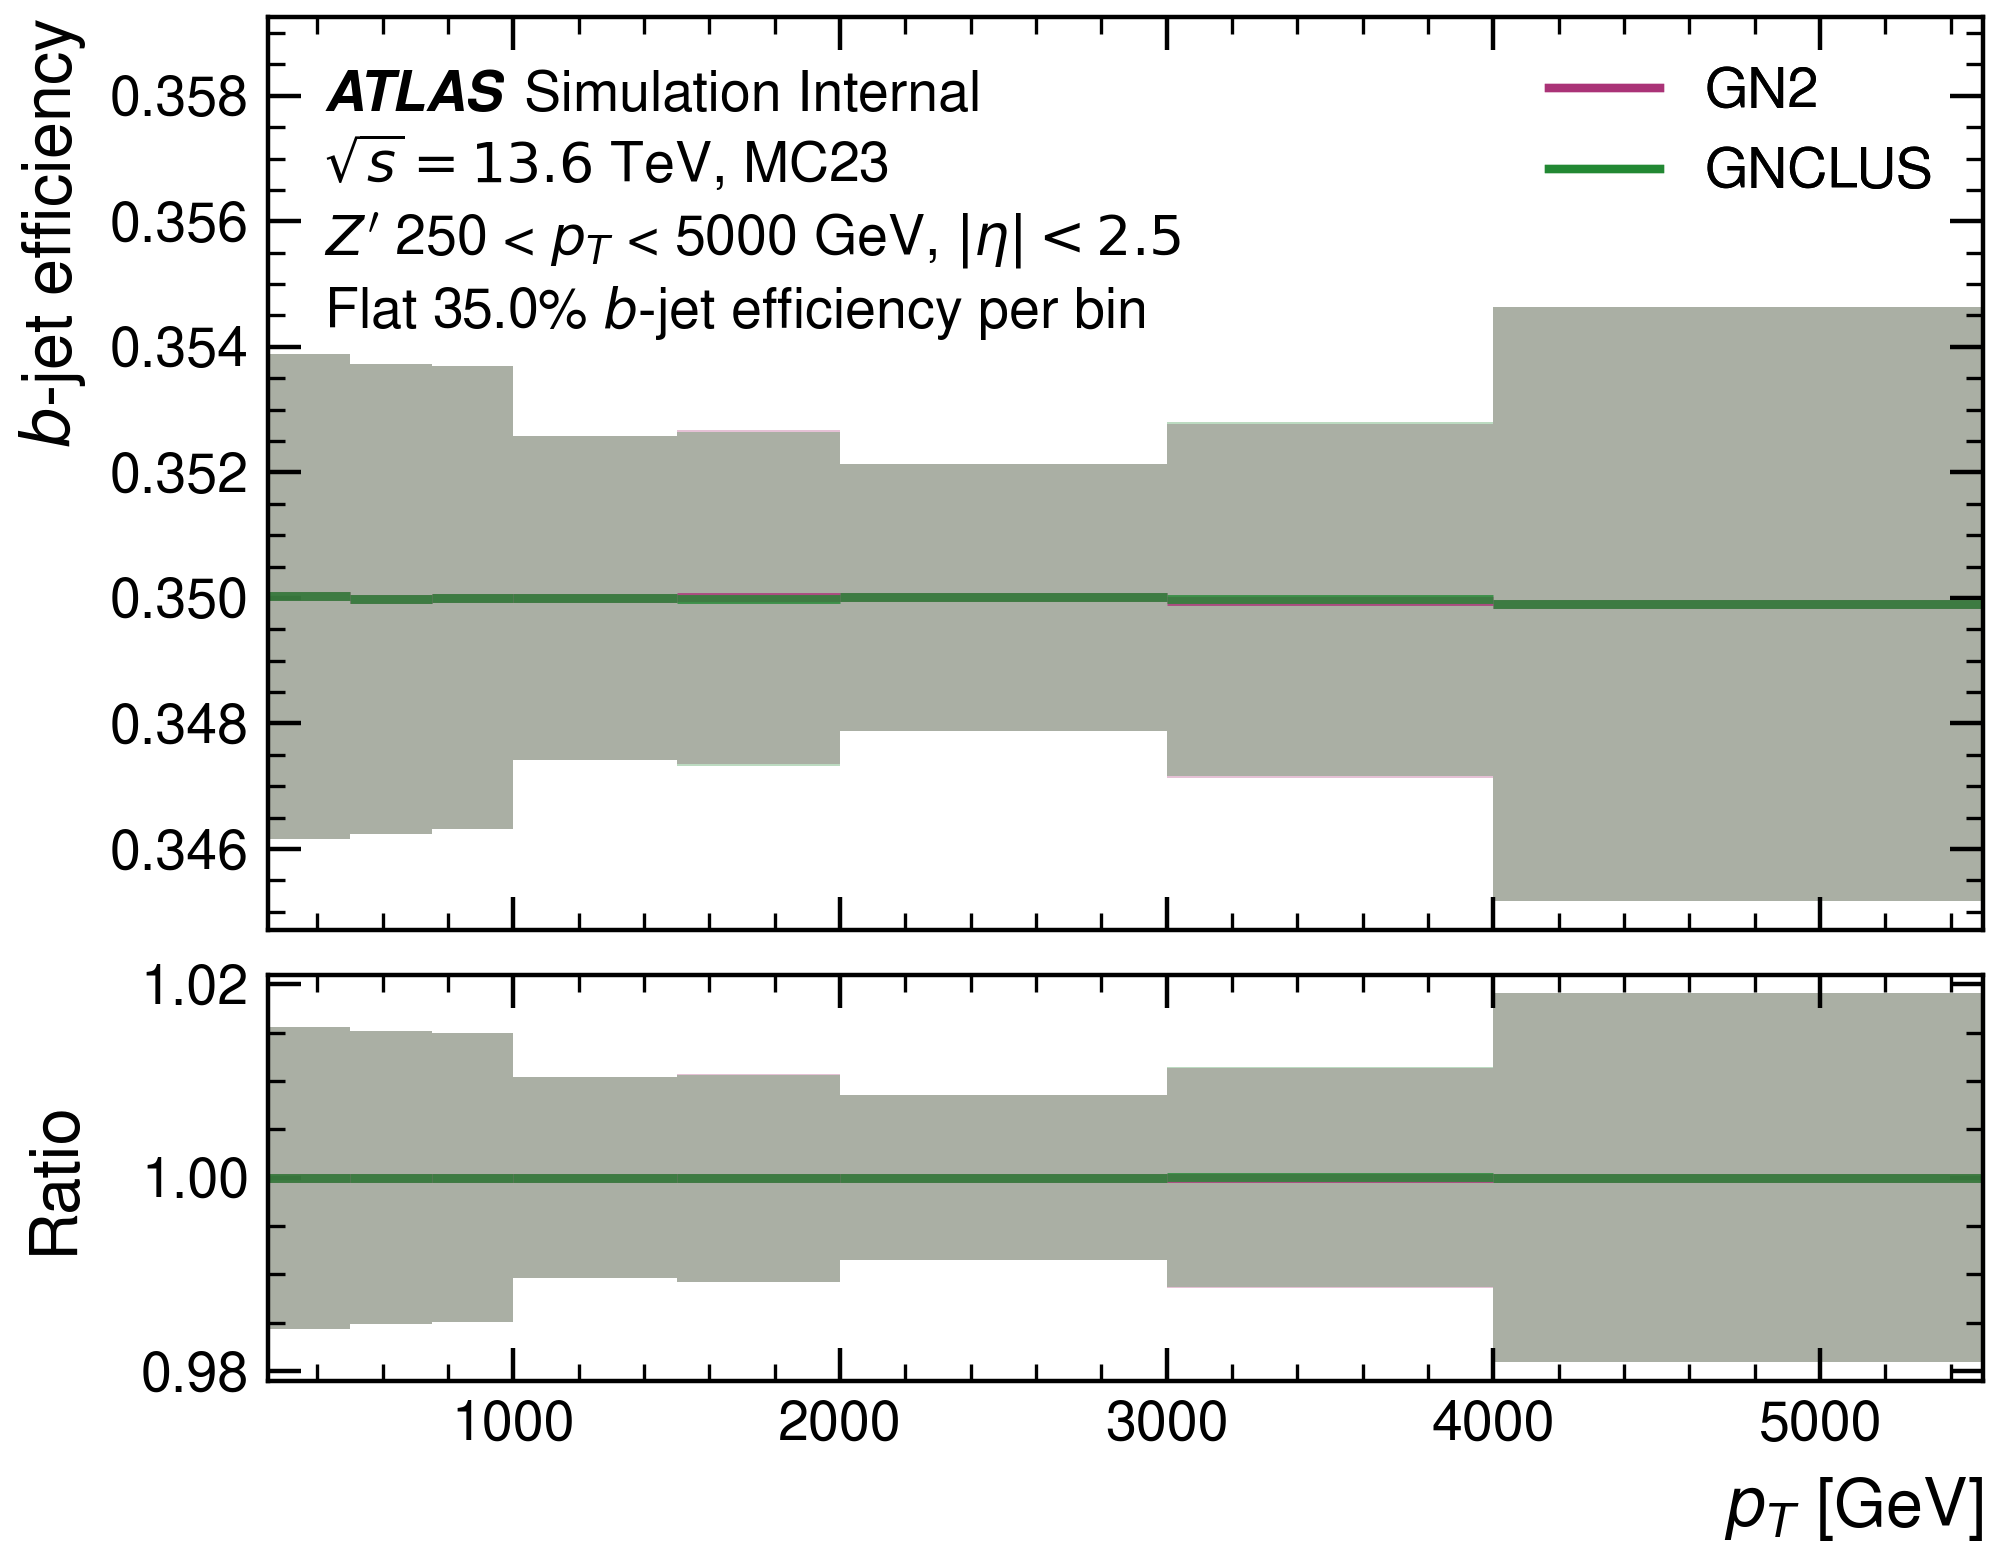 b-jet efficiency
0.358
0.356
0.354
0.352
0.350
0.348
0.346
ATLAS Simulation Internal
√s = 13.6 TeV, MC23
Z′ 250 < p_T < 5000 GeV, |η| < 2.5
Flat 35.0% b-jet efficiency per bin
GN2
GNCLUS
Ratio
1.02
1.00
0.98
1000 2000 3000 4000 5000
p_T [GeV]